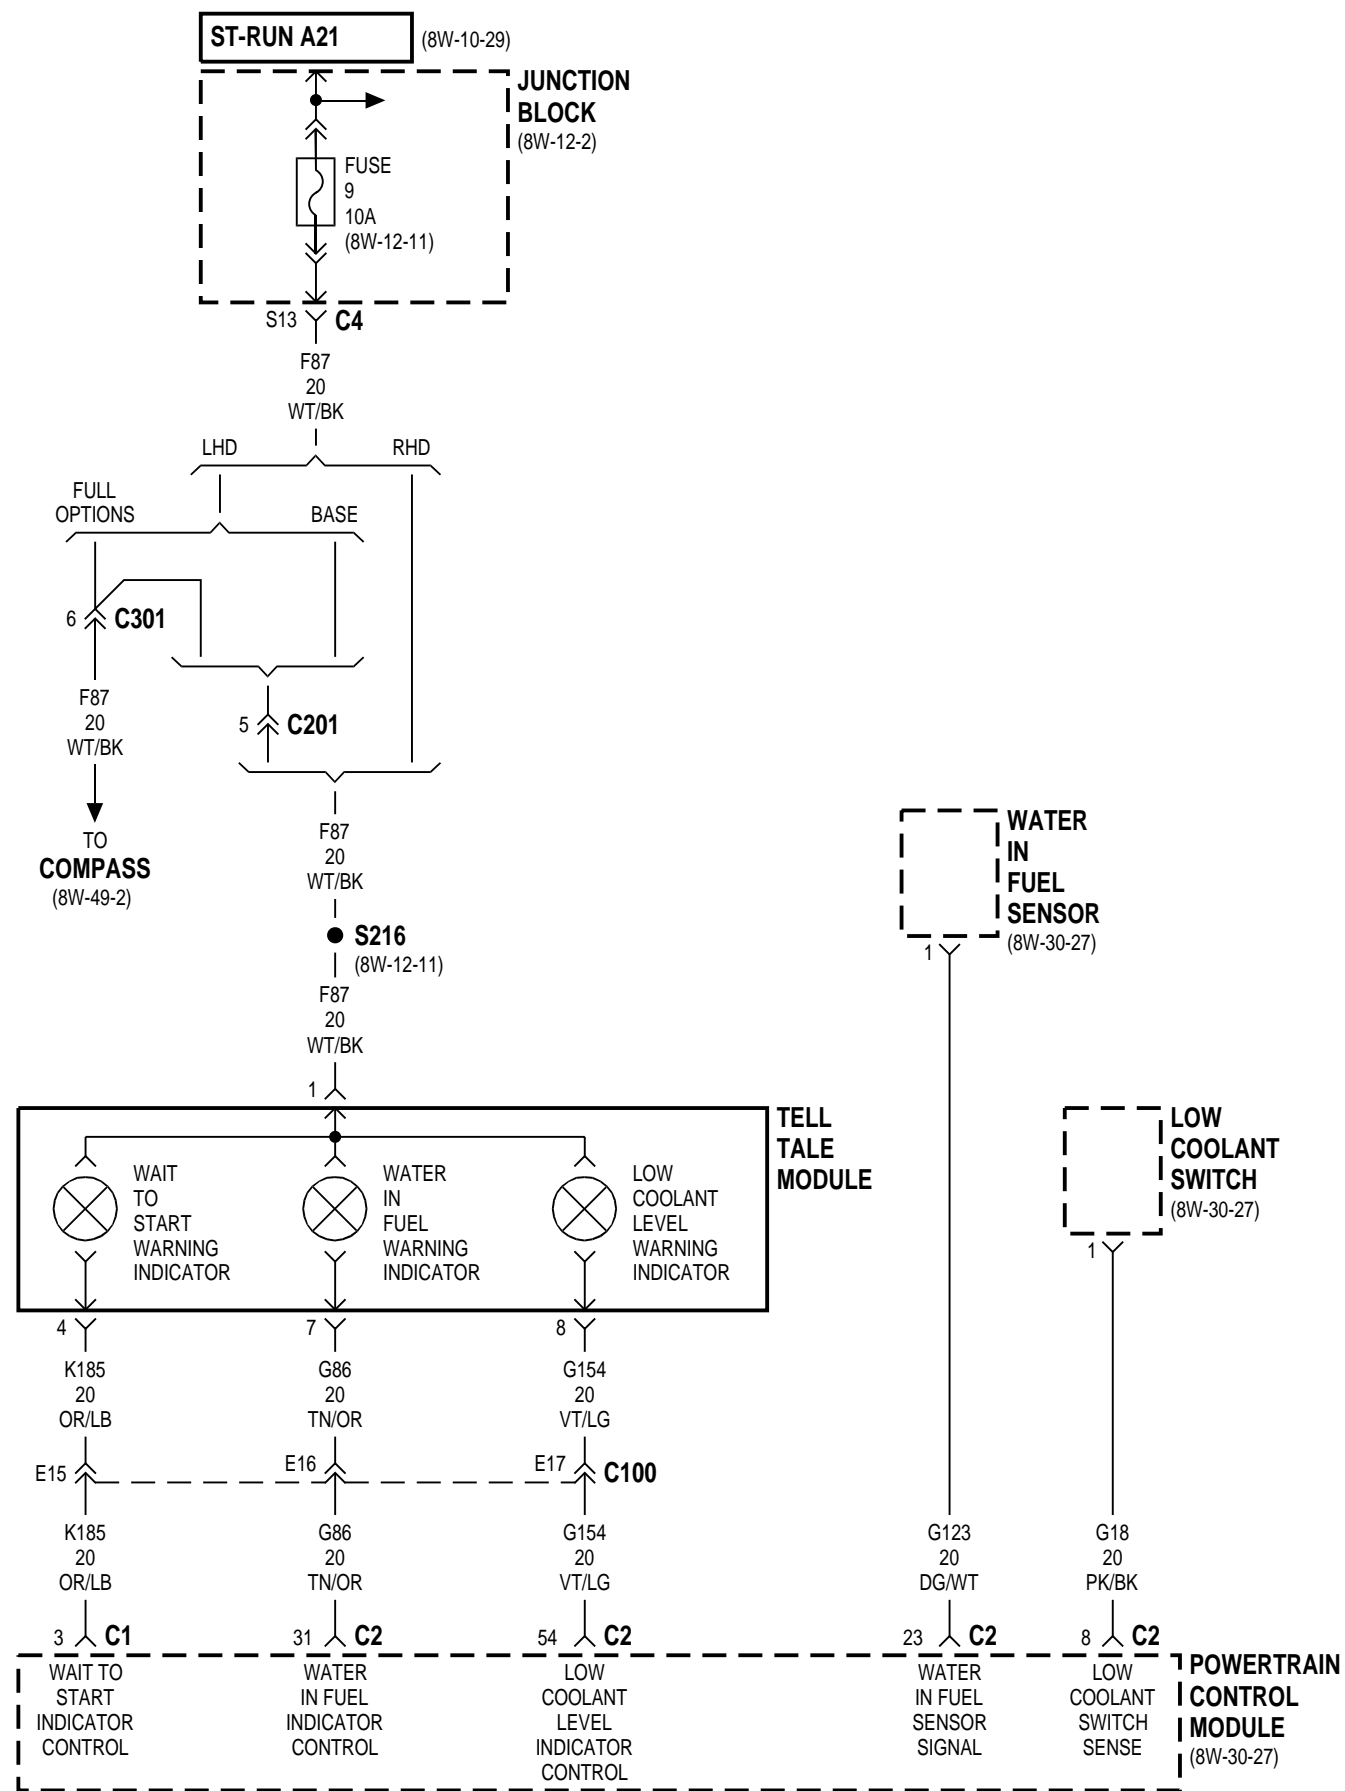 ST-RUN A21
(8W-10-29)
JUNCTION
BLOCK
(8W-12-2)
FUSE
9
10A
(8W-12-11)
S13
C4
F87
20
WT/BK
LHD
RHD
FULL
OPTIONS
BASE
6
C301
F87
20
WT/BK
TO
COMPASS
(8W-49-2)
5
C201
F87
20
WT/BK
S216
(8W-12-11)
F87
20
WT/BK
1
TELL
TALE
MODULE
WAIT
TO
START
WARNING
INDICATOR
WATER
IN
FUEL
WARNING
INDICATOR
LOW
COOLANT
LEVEL
WARNING
INDICATOR
WATER
IN
FUEL
SENSOR
(8W-30-27)
1
LOW
COOLANT
SWITCH
(8W-30-27)
1
4
K185
20
OR/LB
7
G86
20
TN/OR
8
G154
20
VT/LG
E15
E16
E17
C100
K185
20
OR/LB
G86
20
TN/OR
G154
20
VT/LG
G123
20
DG/WT
G18
20
PK/BK
3
C1
31
C2
54
C2
23
C2
8
C2
WAIT TO
START
INDICATOR
CONTROL
WATER
IN FUEL
INDICATOR
CONTROL
LOW
COOLANT
LEVEL
INDICATOR
CONTROL
WATER
IN FUEL
SENSOR
SIGNAL
LOW
COOLANT
SWITCH
SENSE
POWERTRAIN
CONTROL
MODULE
(8W-30-27)